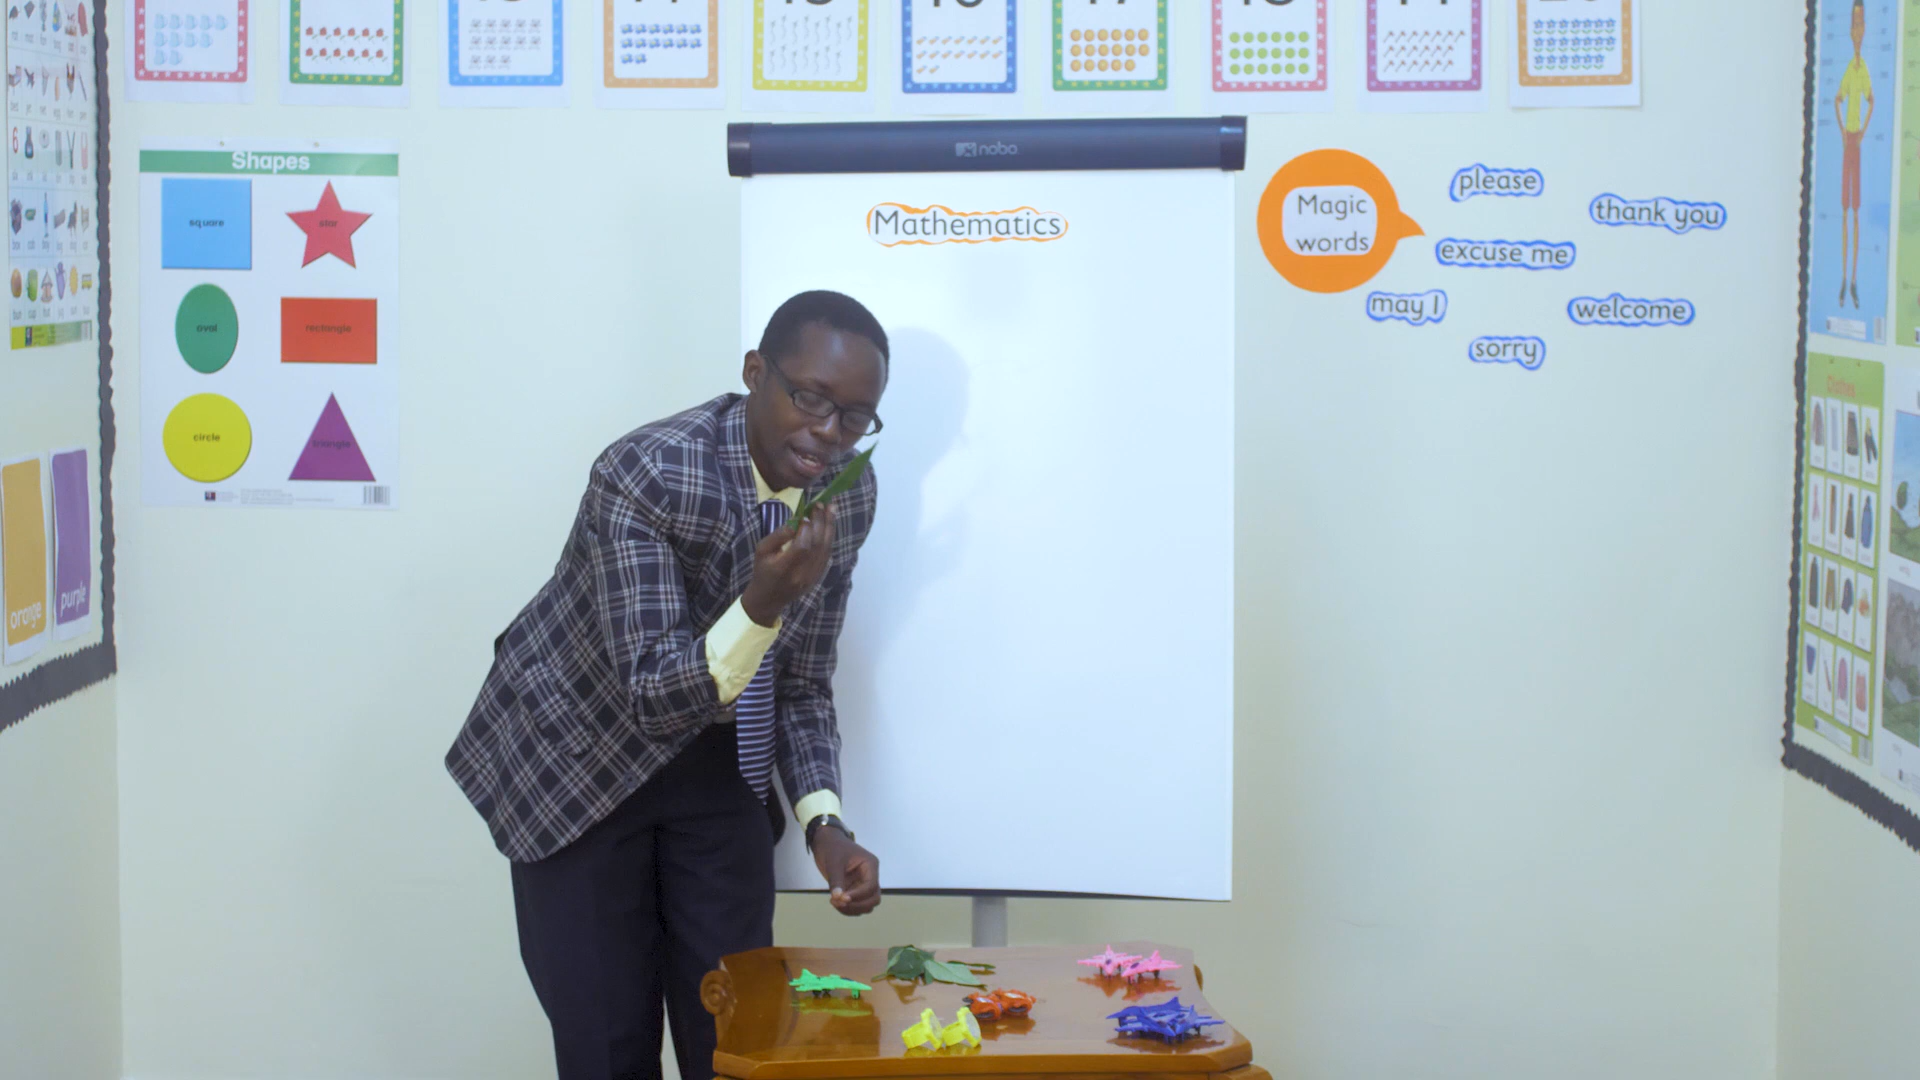 Shapes
square
star
oval
rectangle
circle
triangle
orange
purple
nobo
Mathematics
Magic
words
please
thank you
excuse me
may I
welcome
sorry
Clothes